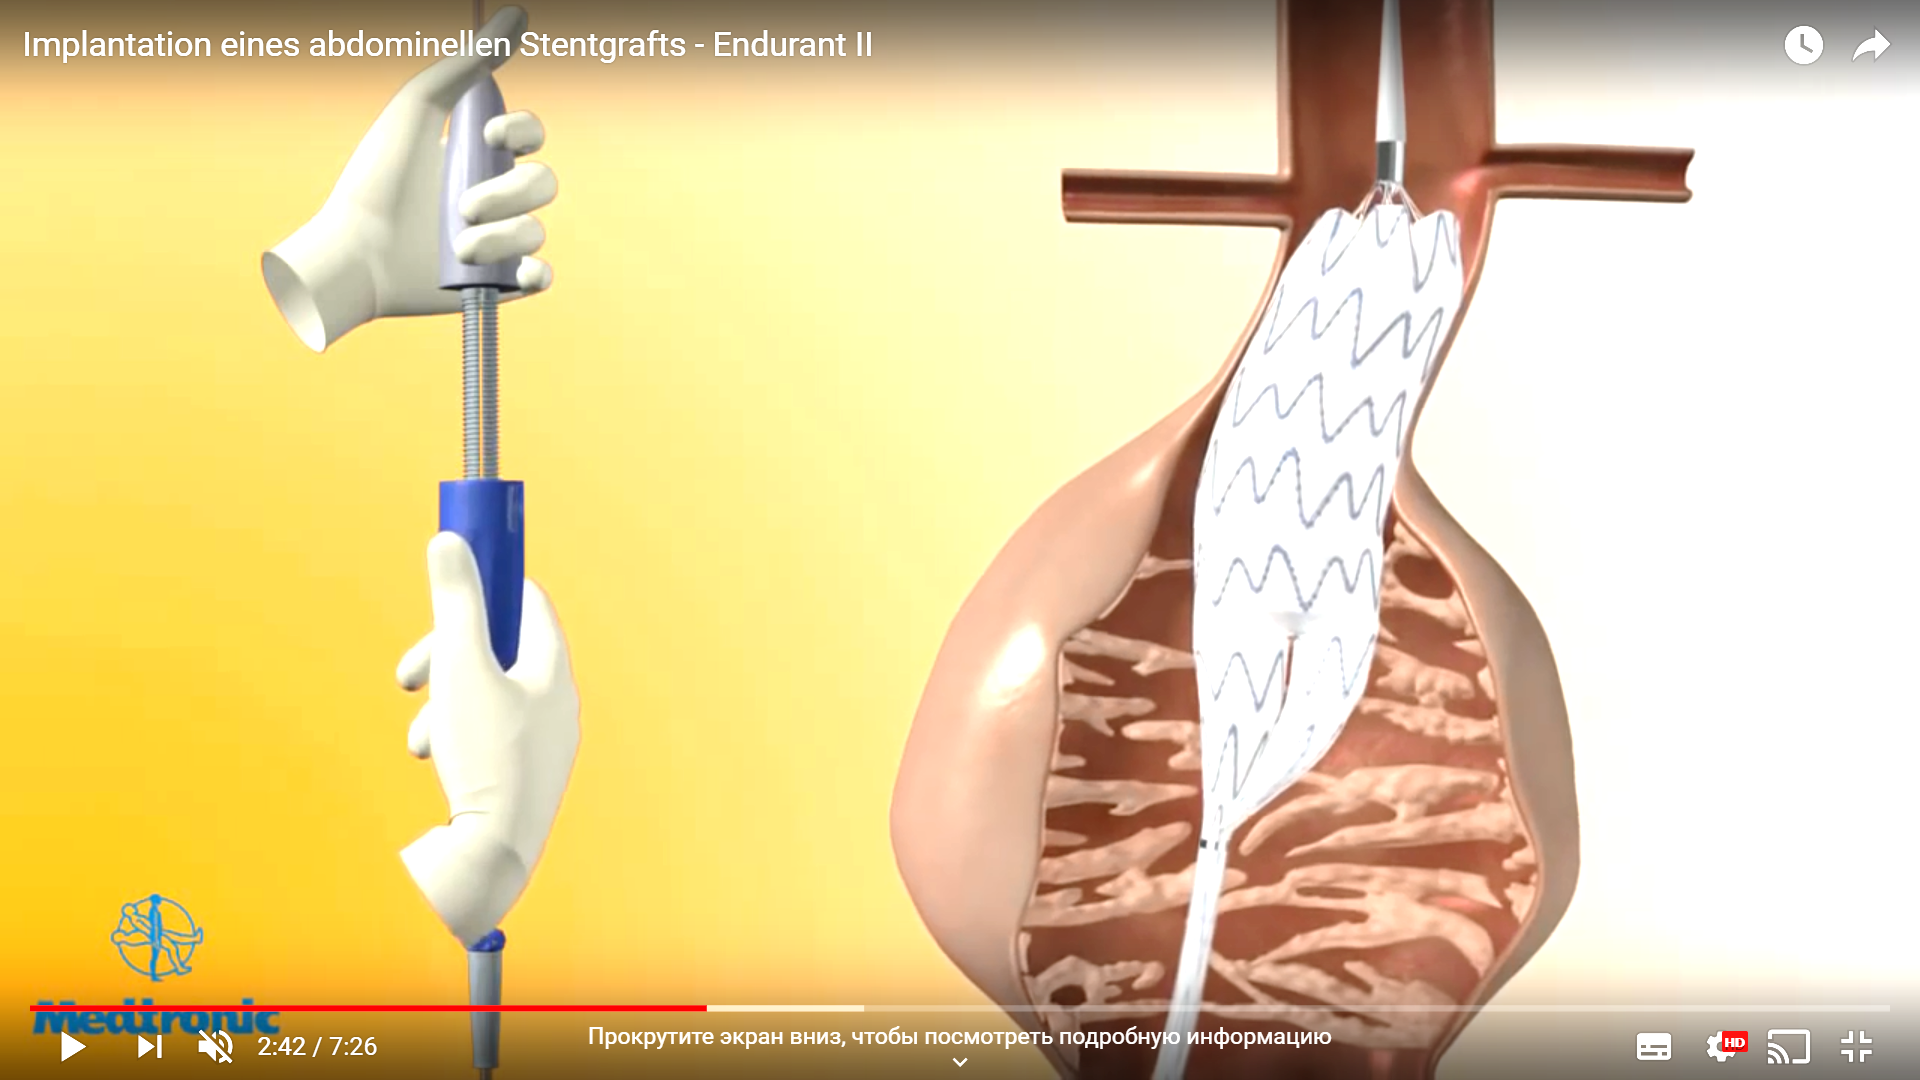 Implantation eines abdominellen Stentgrafts - Endurant II
Medtronic
Прокрутите экран вниз, чтобы посмотреть подробную информацию
2:42 / 7:26
HD